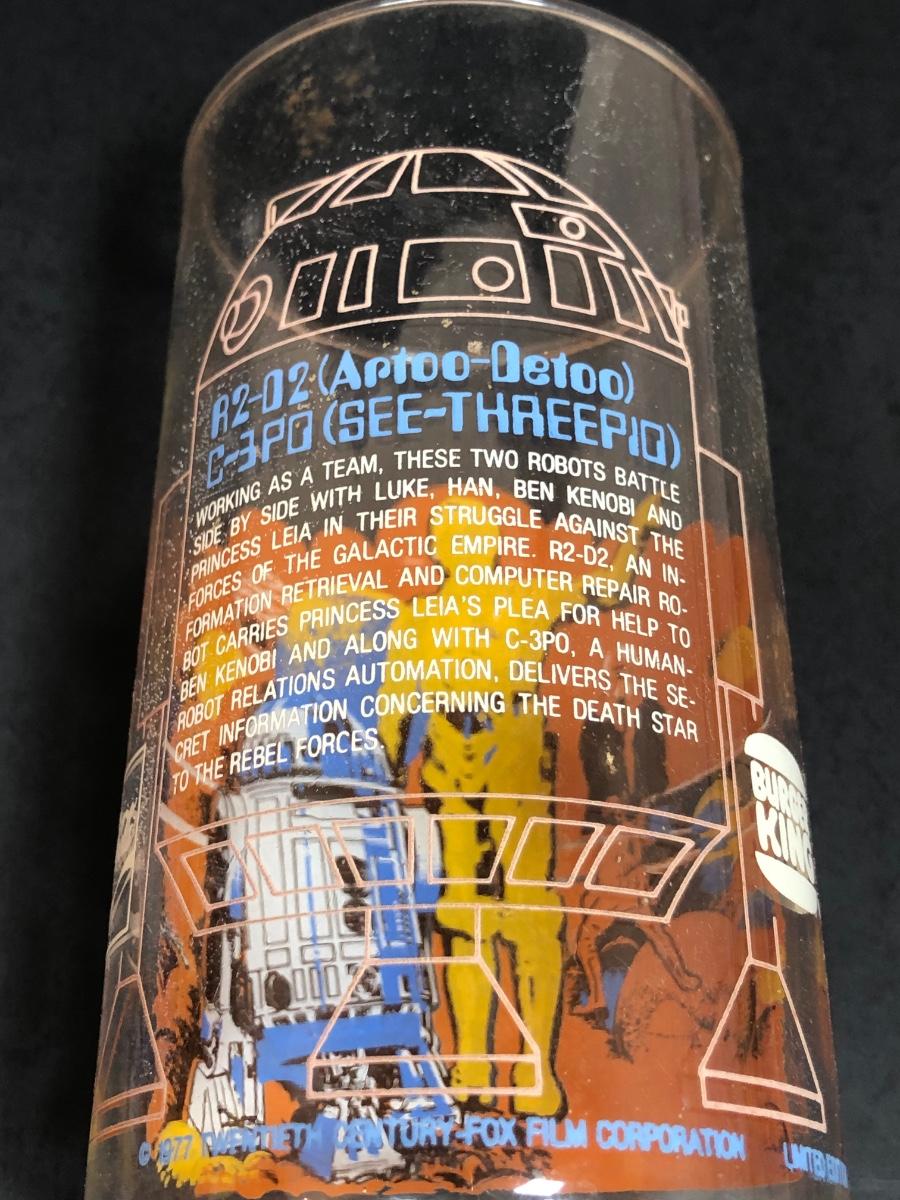 R2-D2 (Artoo-Detoo)
C-3PO (SEE-THREEPIO)
WORKING AS A TEAM, THESE TWO ROBOTS BATTLE
SIDE BY SIDE WITH LUKE, HAN, BEN KENOBI AND
PRINCESS LEIA IN THEIR STRUGGLE AGAINST THE
FORCES OF THE GALACTIC EMPIRE. R2-D2, AN IN-
FORMATION RETRIEVAL AND COMPUTER REPAIR RO-
BOT CARRIES PRINCESS LEIA'S PLEA FOR HELP TO
BEN KENOBI AND ALONG WITH C-3PO, A HUMAN-
ROBOT RELATIONS AUTOMATION, DELIVERS THE SE-
CRET INFORMATION CONCERNING THE DEATH STAR
TO THE REBEL FORCES.
BURGER
KING
© 1977 TWENTIETH CENTURY-FOX FILM CORPORATION
LIMITED